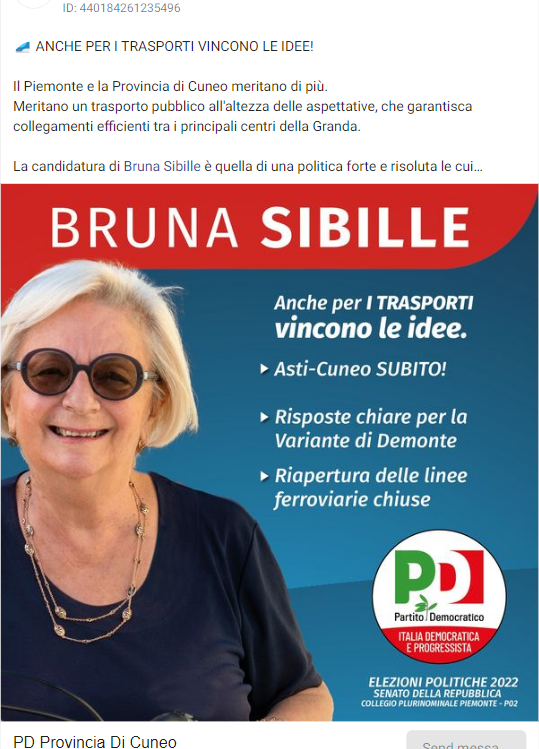 ID: 440184261235496
ANCHE PER I TRASPORTI VINCONO LE IDEE!
Il Piemonte e la Provincia di Cuneo meritano di più.
Meritano un trasporto pubblico all'altezza delle aspettative, che garantisca
collegamenti efficienti tra i principali centri della Granda.
La candidatura di Bruna Sibille è quella di una politica forte e risoluta le cui...
BRUNA SIBILLE
Anche per I TRASPORTI
vincono le idee.
Asti-Cuneo SUBITO!
Risposte chiare per la
Variante di Demonte
Riapertura delle linee
ferroviarie chiuse
PD
Partito Democratico
ITALIA DEMOCRATICA
E PROGRESSISTA
ELEZIONI POLITICHE 2022
SENATO DELLA REPUBBLICA
COLLEGIO PLURINOMINALE PIEMONTE - P02
PD Provincia Di Cuneo
Send messa